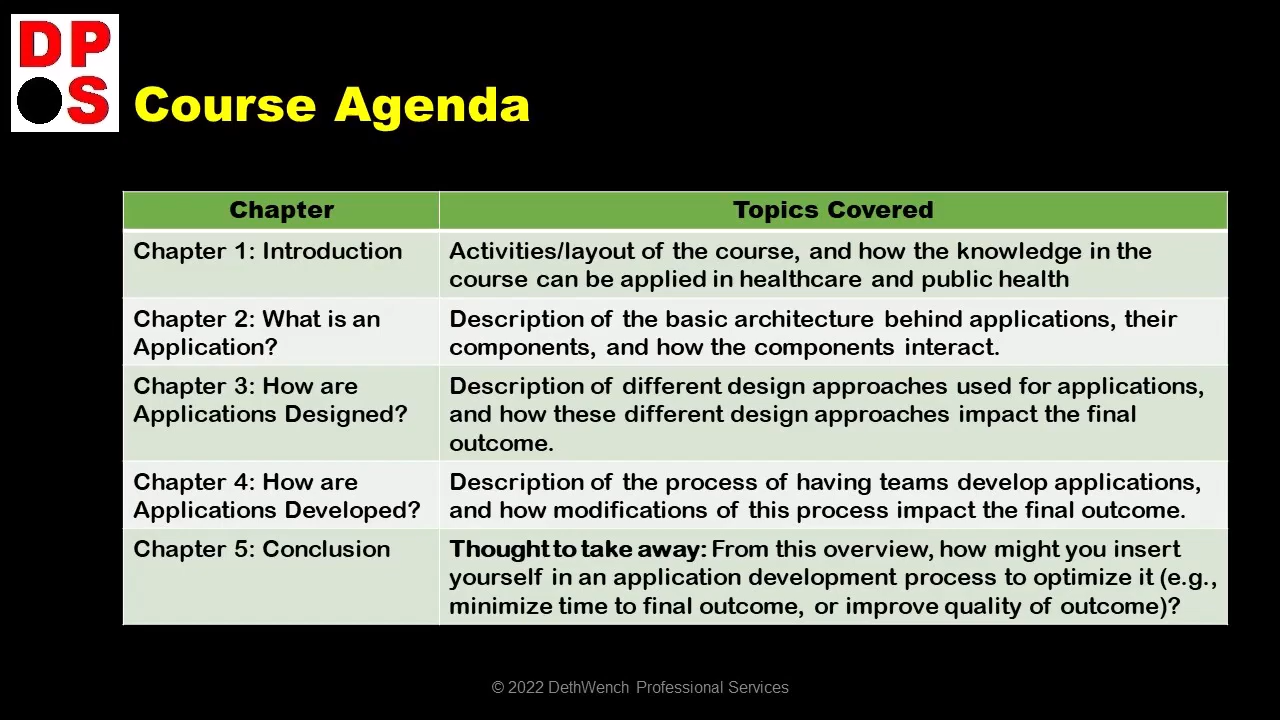 DP
S
Course Agenda
Chapter
Topics Covered
Chapter 1: Introduction
Activities/layout of the course, and how the knowledge in the
course can be applied in healthcare and public health
Chapter 2: What is an
Application?
Description of the basic architecture behind applications, their
components, and how the components interact.
Chapter 3: How are
Applications Designed?
Description of different design approaches used for applications,
and how these different design approaches impact the final
outcome.
Chapter 4: How are
Applications Developed?
Description of the process of having teams develop applications,
and how modifications of this process impact the final outcome.
Chapter 5: Conclusion
Thought to take away: From this overview, how might you insert
yourself in an application development process to optimize it (e.g.,
minimize time to final outcome, or improve quality of outcome)?
© 2022 DethWench Professional Services